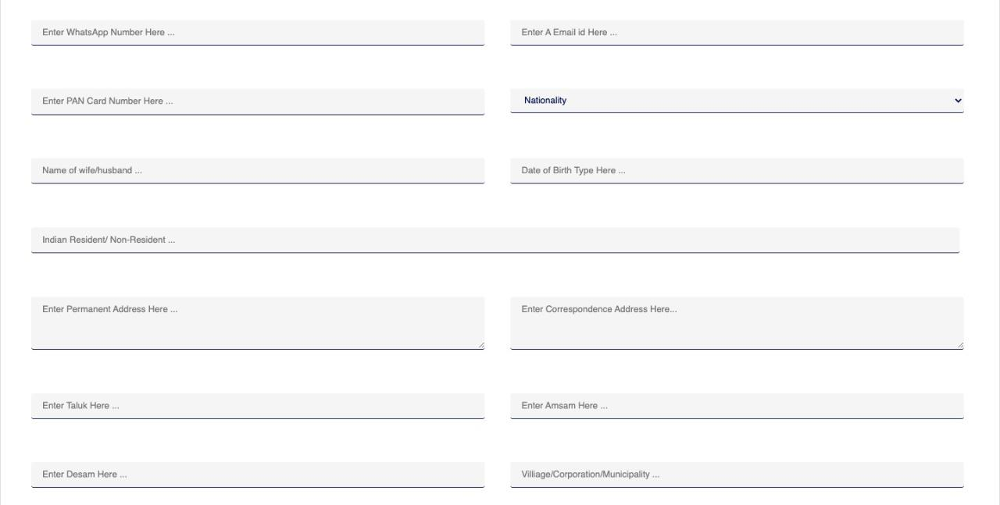 Enter WhatsApp Number Here ...
Enter A Email id Here ...
Enter PAN Card Number Here ...
Nationality
Name of wife/husband ...
Date of Birth Type Here ...
Indian Resident/ Non-Resident ...
Enter Permanent Address Here ...
Enter Correspondence Address Here...
Enter Taluk Here ...
Enter Amsam Here ...
Enter Desam Here ...
Villiage/Corporation/Municipality ...